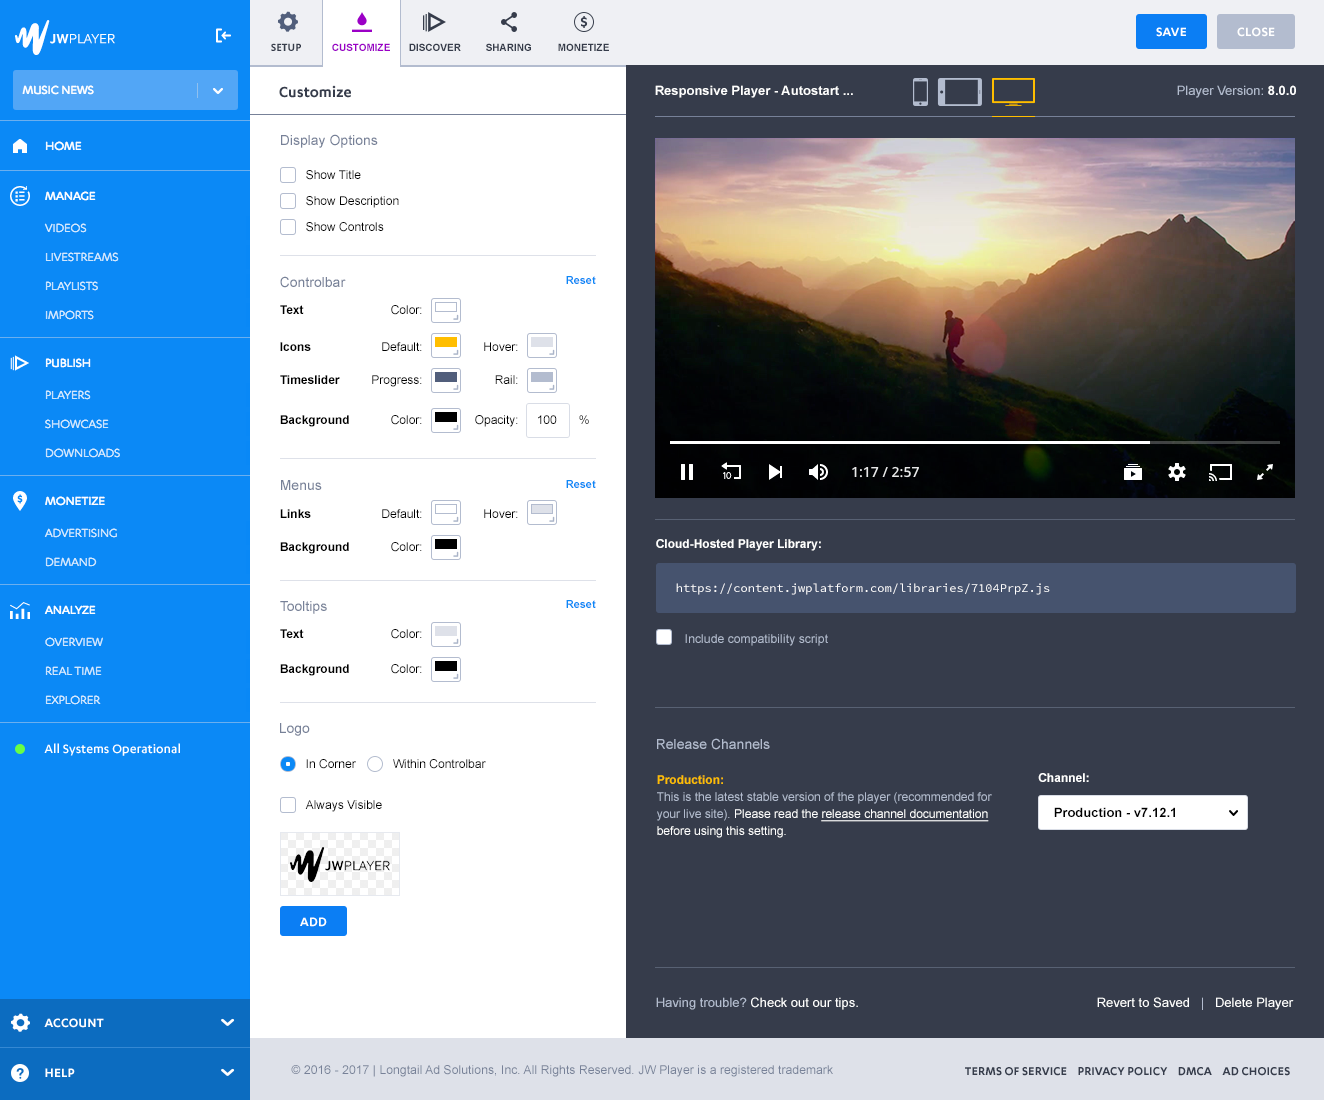 JWPLAYER
MUSIC NEWS
HOME
MANAGE
VIDEOS
LIVESTREAMS
PLAYLISTS
IMPORTS
PUBLISH
PLAYERS
SHOWCASE
DOWNLOADS
MONETIZE
ADVERTISING
DEMAND
ANALYZE
OVERVIEW
REAL TIME
EXPLORER
All Systems Operational
ACCOUNT
HELP
SETUP CUSTOMIZE DISCOVER SHARING MONETIZE
SAVE CLOSE
Customize
Display Options
Show Title
Show Description
Show Controls
Controlbar Reset
Text Color:
Icons Default: Hover:
Timeslider Progress: Rail:
Background Color: Opacity: 100 %
Menus Reset
Links Default: Hover:
Background Color:
Tooltips Reset
Text Color:
Background Color:
Logo
In Corner Within Controlbar
Always Visible
JWPLAYER
ADD
Responsive Player - Autostart ... Player Version: 8.0.0
10 1:17 / 2:57
Cloud-Hosted Player Library:
https://content.jwplatform.com/libraries/7104PrpZ.js
Include compatibility script
Release Channels
Production:
This is the latest stable version of the player (recommended for
your live site). Please read the release channel documentation
before using this setting.
Channel:
Production - v7.12.1
Having trouble? Check out our tips. Revert to Saved | Delete Player
© 2016 - 2017 | Longtail Ad Solutions, Inc. All Rights Reserved. JW Player is a registered trademark
TERMS OF SERVICE PRIVACY POLICY DMCA AD CHOICES